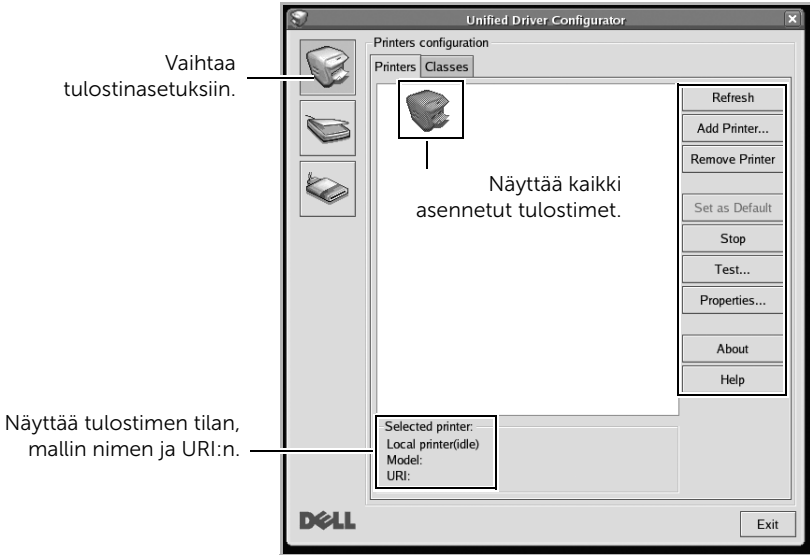 Unified Driver Configurator
Vaihtaa
tulostinasetuksiin.
Printers configuration
Printers Classes
Näyttää kaikki
asennetut tulostimet.
Refresh
Add Printer...
Remove Printer
Set as Default
Stop
Test...
Properties...
About
Help
Näyttää tulostimen tilan,
mallin nimen ja URI:n.
Selected printer:
Local printer(idle)
Model:
URI:
DELL
Exit